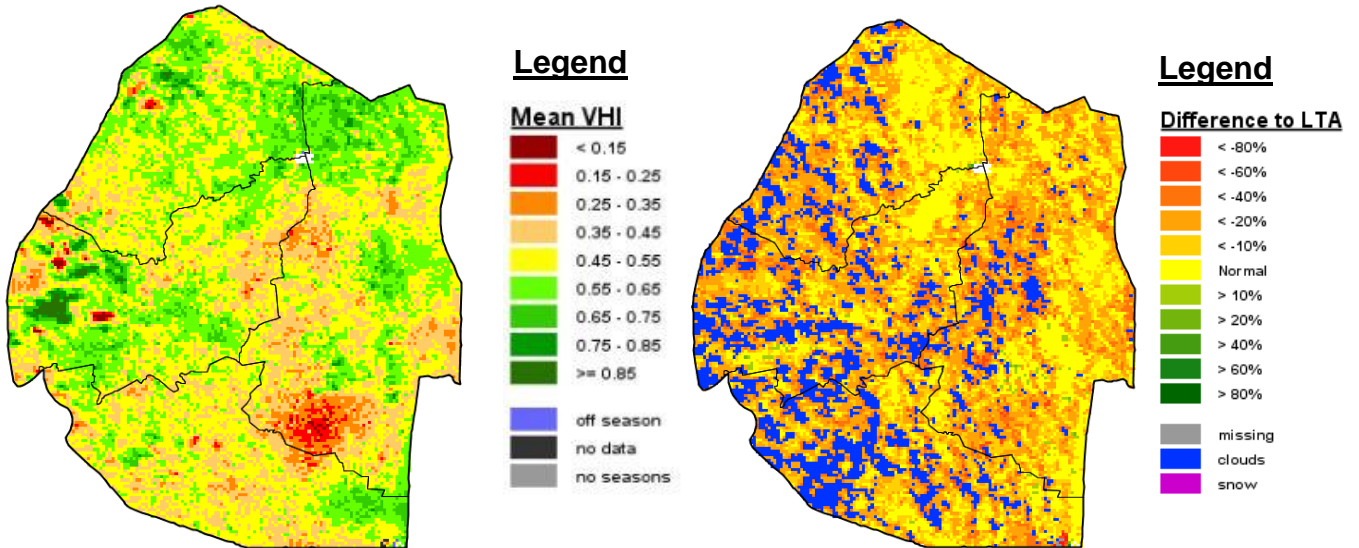 Legend
Mean VHI
< 0.15
0.15 - 0.25
0.25 - 0.35
0.35 - 0.45
0.45 - 0.55
0.55 - 0.65
0.65 - 0.75
0.75 - 0.85
>= 0.85
off season
no data
no seasons
Legend
Difference to LTA
< -80%
< -60%
< -40%
< -20%
< -10%
Normal
> 10%
> 20%
> 40%
> 60%
> 80%
missing
clouds
snow